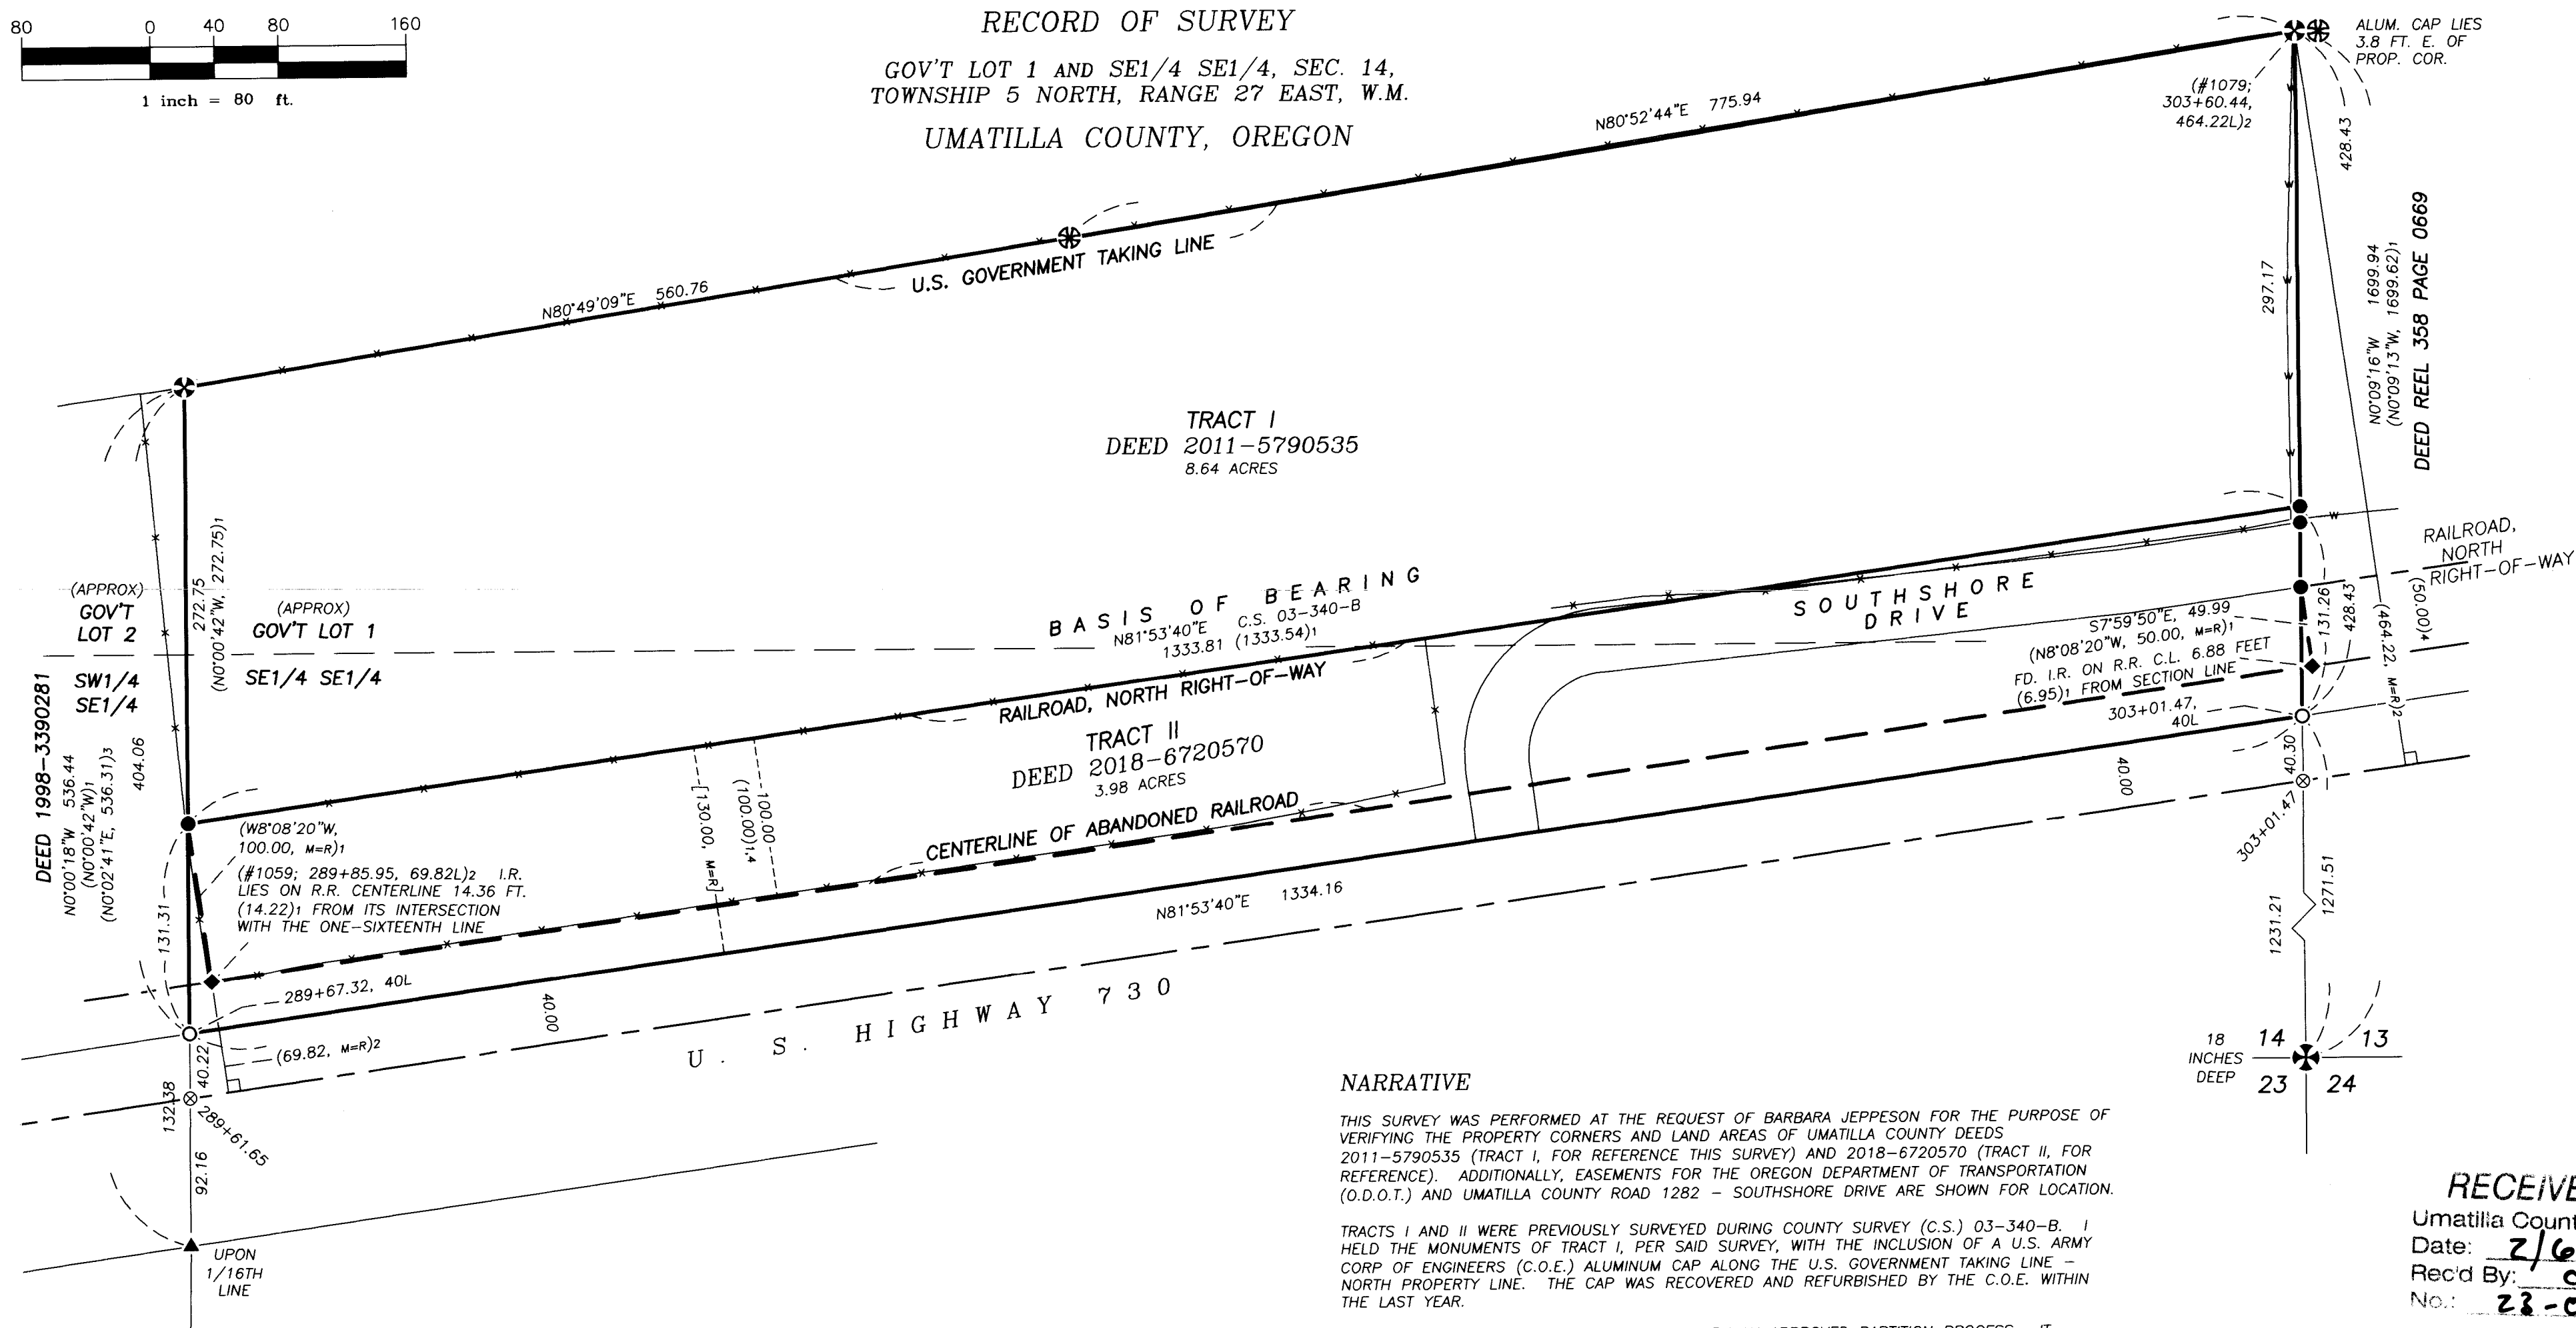 80 0 40 80 160
1 inch = 80 ft.
RECORD OF SURVEY
GOV'T LOT 1 AND SE1/4 SE1/4, SEC. 14,
TOWNSHIP 5 NORTH, RANGE 27 EAST, W.M.
UMATILLA COUNTY, OREGON
ALUM. CAP LIES
3.8 FT. E. OF
PROP. COR.
(#1079;
303+60.44,
464.22L)2
428.43
N80°52'44"E 775.94
U.S. GOVERNMENT TAKING LINE
N80°49'09"E 560.76
297.17
N0°09'16"W 1699.94
(N0°09'13"W, 1699.62)1
DEED REEL 358 PAGE 0669
TRACT I
DEED 2011-5790535
8.64 ACRES
272.75
(N0°00'42"W, 272.75)1
(APPROX)
GOV'T
LOT 2
(APPROX)
GOV'T LOT 1
SW1/4
SE1/4
SE1/4 SE1/4
BASIS OF BEARING
N81°53'40"E C.S. 03-340-B
1333.81 (1333.54)1
RAILROAD, NORTH RIGHT-OF-WAY
SOUTHSHORE
DRIVE
RAILROAD,
NORTH
RIGHT-OF-WAY
(50.00)4
(464.22, M=R)2
131.26
428.43
S7°59'50"E, 49.99
(N8°08'20"W, 50.00, M=R)1
FD. I.R. ON R.R. C.L. 6.88 FEET
(6.95)1 FROM SECTION LINE
303+01.47,
40L
40.30
40.00
303+01.47
DEED 1998-3390281
N0°00'18"W 536.44
(N0°00'42"W)1
(N0°02'41"E, 536.31)3
404.06
TRACT II
DEED 2018-6720570
3.98 ACRES
[130.00, M=R]
100.00
(100.00)1,4
CENTERLINE OF ABANDONED RAILROAD
(W8°08'20"W,
100.00, M=R)1
(#1059; 289+85.95, 69.82L)2 I.R.
LIES ON R.R. CENTERLINE 14.36 FT.
(14.22)1 FROM ITS INTERSECTION
WITH THE ONE-SIXTEENTH LINE
131.31
289+67.32, 40L
N81°53'40"E 1334.16
40.00
U. S. HIGHWAY 730
(69.82, M=R)2
40.22
132.38
289+61.65
92.16
UPON
1/16TH
LINE
1231.21
1271.51
18
INCHES
DEEP
14 13
23 24
NARRATIVE
THIS SURVEY WAS PERFORMED AT THE REQUEST OF BARBARA JEPPESON FOR THE PURPOSE OF
VERIFYING THE PROPERTY CORNERS AND LAND AREAS OF UMATILLA COUNTY DEEDS
2011-5790535 (TRACT I, FOR REFERENCE THIS SURVEY) AND 2018-6720570 (TRACT II, FOR
REFERENCE). ADDITIONALLY, EASEMENTS FOR THE OREGON DEPARTMENT OF TRANSPORTATION
(O.D.O.T.) AND UMATILLA COUNTY ROAD 1282 - SOUTHSHORE DRIVE ARE SHOWN FOR LOCATION.
TRACTS I AND II WERE PREVIOUSLY SURVEYED DURING COUNTY SURVEY (C.S.) 03-340-B. I
HELD THE MONUMENTS OF TRACT I, PER SAID SURVEY, WITH THE INCLUSION OF A U.S. ARMY
CORP OF ENGINEERS (C.O.E.) ALUMINUM CAP ALONG THE U.S. GOVERNMENT TAKING LINE -
NORTH PROPERTY LINE. THE CAP WAS RECOVERED AND REFURBISHED BY THE C.O.E. WITHIN
THE LAST YEAR.
RECEIVE
Umatilla Count
Date: 2/6
Rec'd By:
No.: 23-